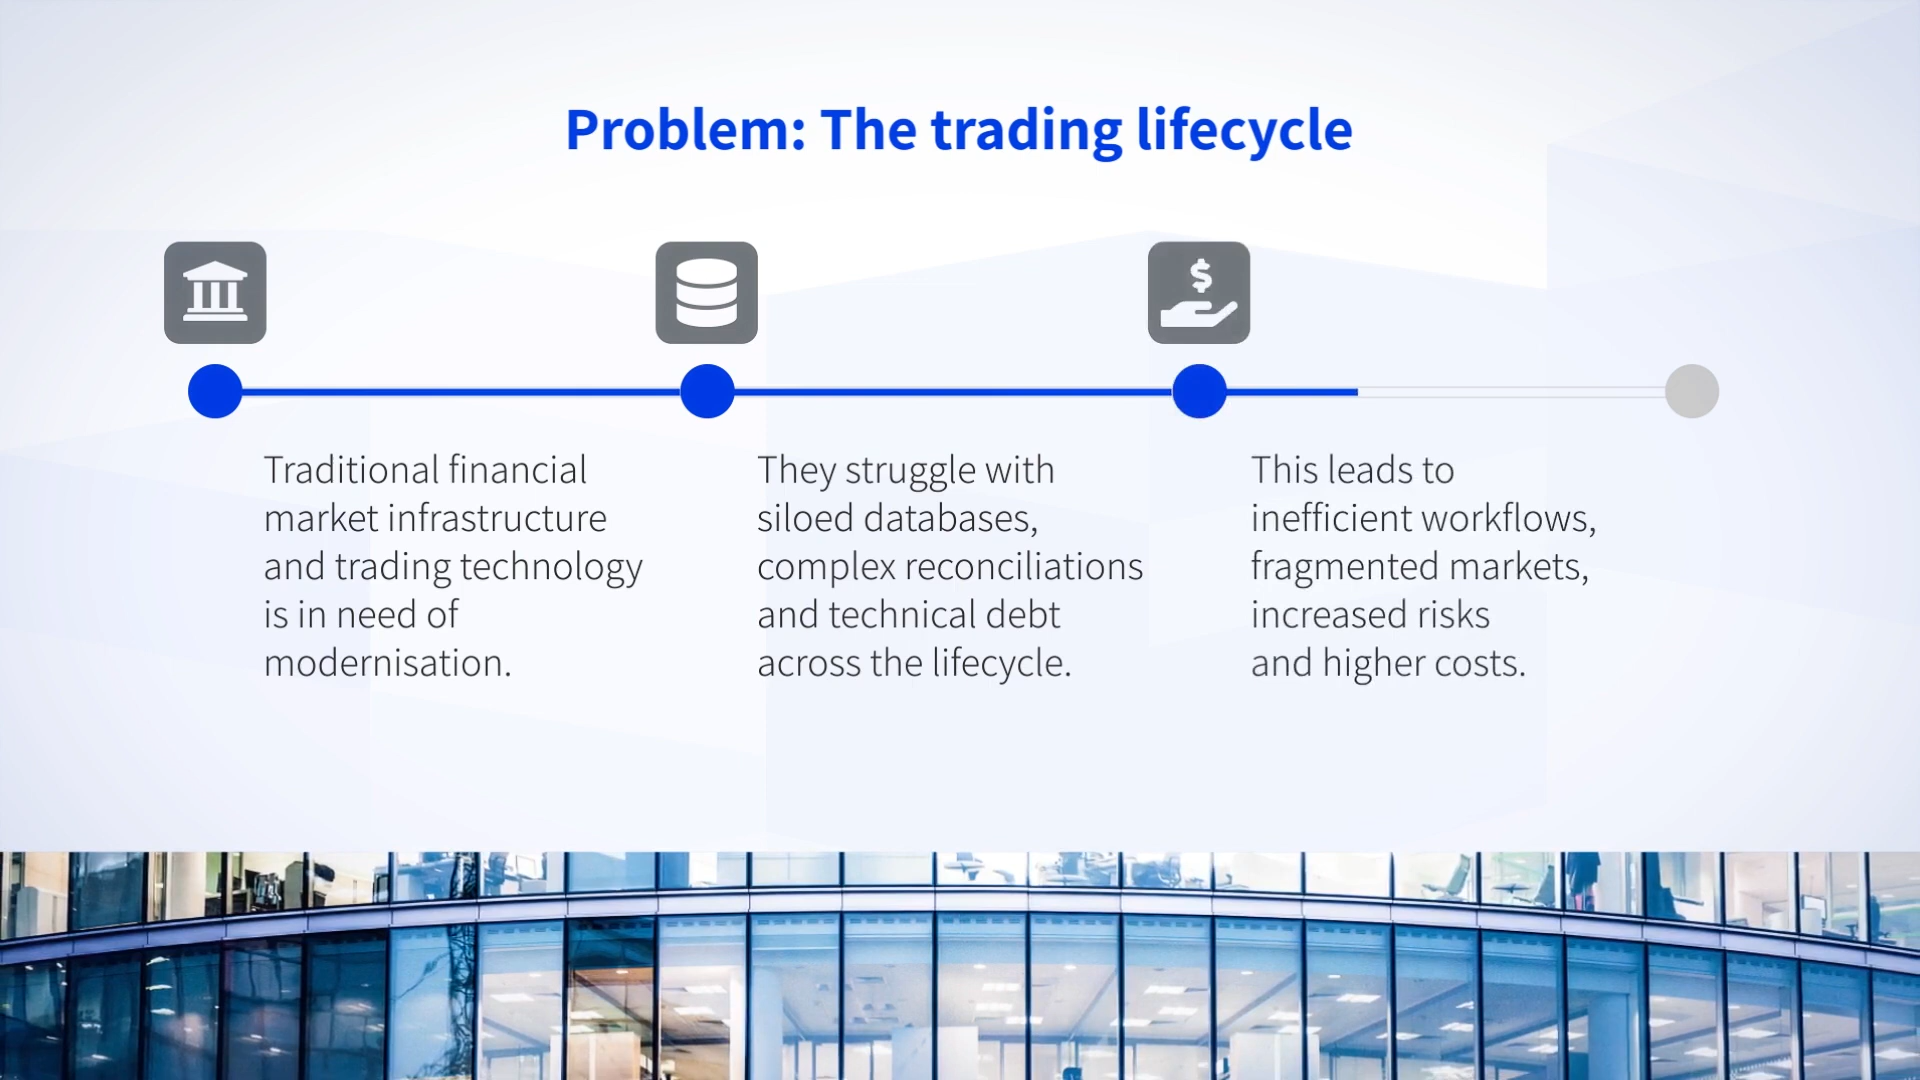 Problem: The trading lifecycle
$
Traditional financial
market infrastructure
and trading technology
is in need of
modernisation.
They struggle with
siloed databases,
complex reconciliations
and technical debt
across the lifecycle.
This leads to
inefficient workflows,
fragmented markets,
increased risks
and higher costs.